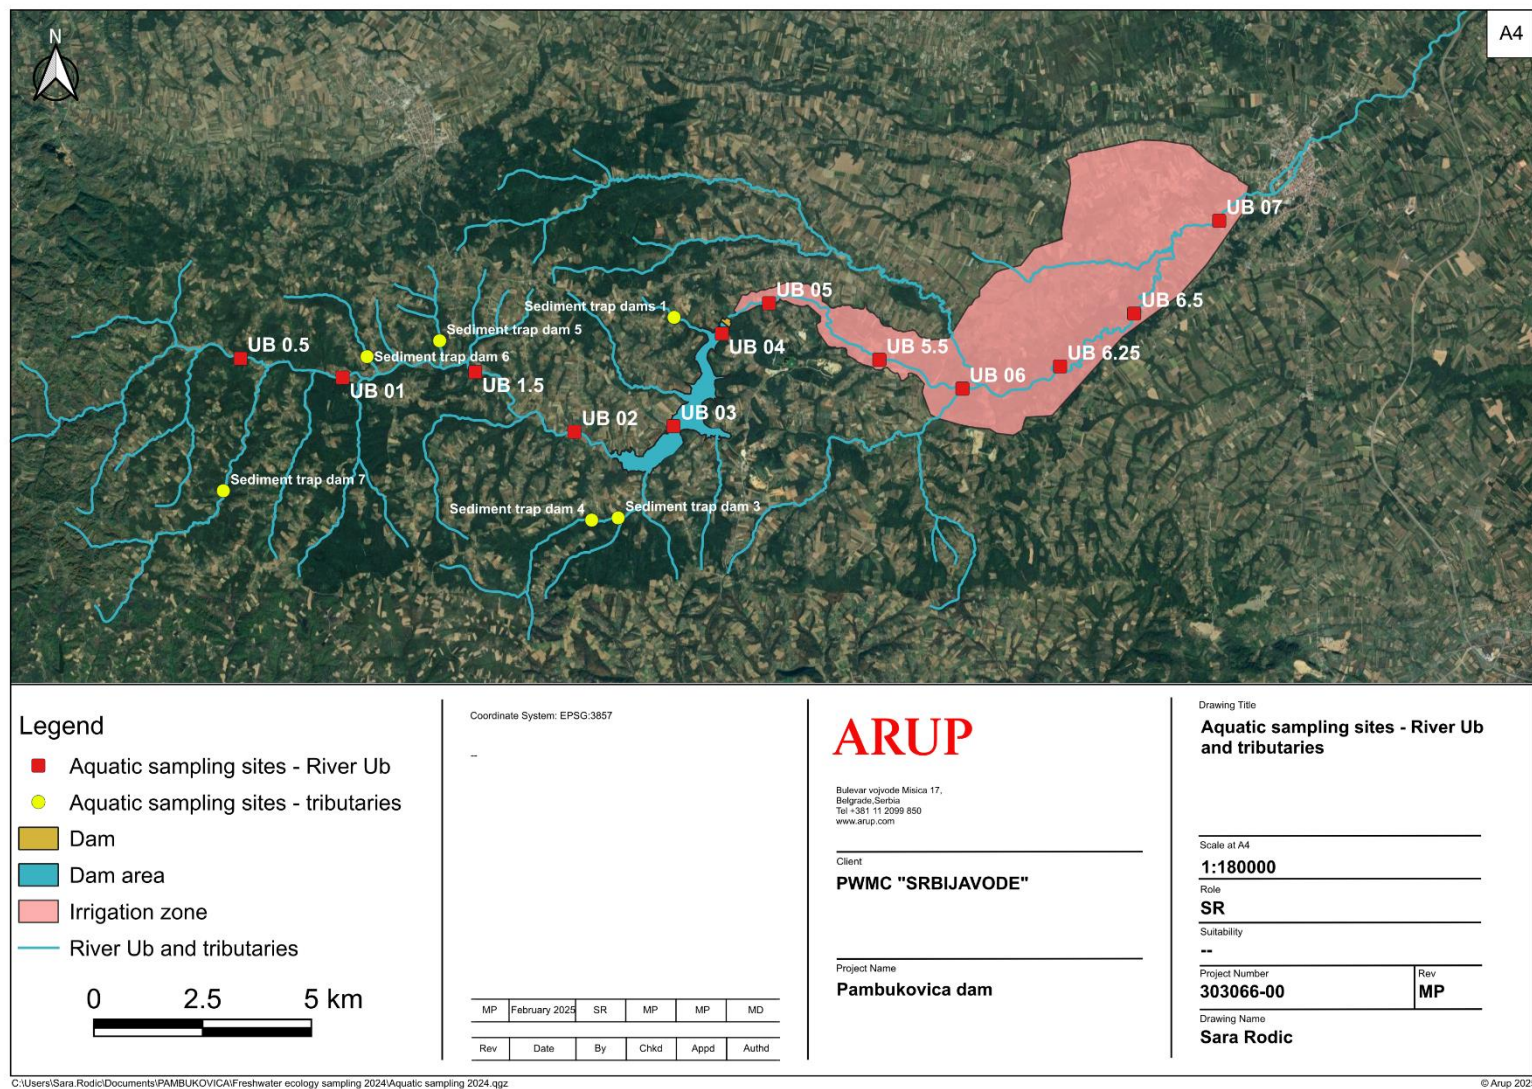 N
A4
UB 07
UB 05
Sediment trap dams 1
UB 6.5
Sediment trap dam 5
UB 0.5
UB 04
Sediment trap dam 6
UB 5.5
UB 6.25
UB 01
UB 1.5
UB 06
UB 02
UB 03
Sediment trap dam 7
Sediment trap dam 4
Sediment trap dam 3
Legend
Aquatic sampling sites - River Ub
Aquatic sampling sites - tributaries
Dam
Dam area
Irrigation zone
River Ub and tributaries
0 2.5 5 km
Coordinate System: EPSG:3857
--
MP February 2025 SR MP MP MD
Rev Date By Chkd Appd Authd
ARUP
Bulevar vojvode Misica 17,
Belgrade,Serbia
Tel +381 11 2099 850
www.arup.com
Client
PWMC "SRBIJAVODE"
Project Name
Pambukovica dam
Drawing Title
Aquatic sampling sites - River Ub
and tributaries
Scale at A4
1:180000
Role
SR
Suitability
--
Project Number Rev
303066-00 MP
Drawing Name
Sara Rodic
C:\Users\Sara.Rodic\Documents\PAMBUKOVICA\Freshwater ecology sampling 2024\Aquatic sampling 2024.qgz
© Arup 202